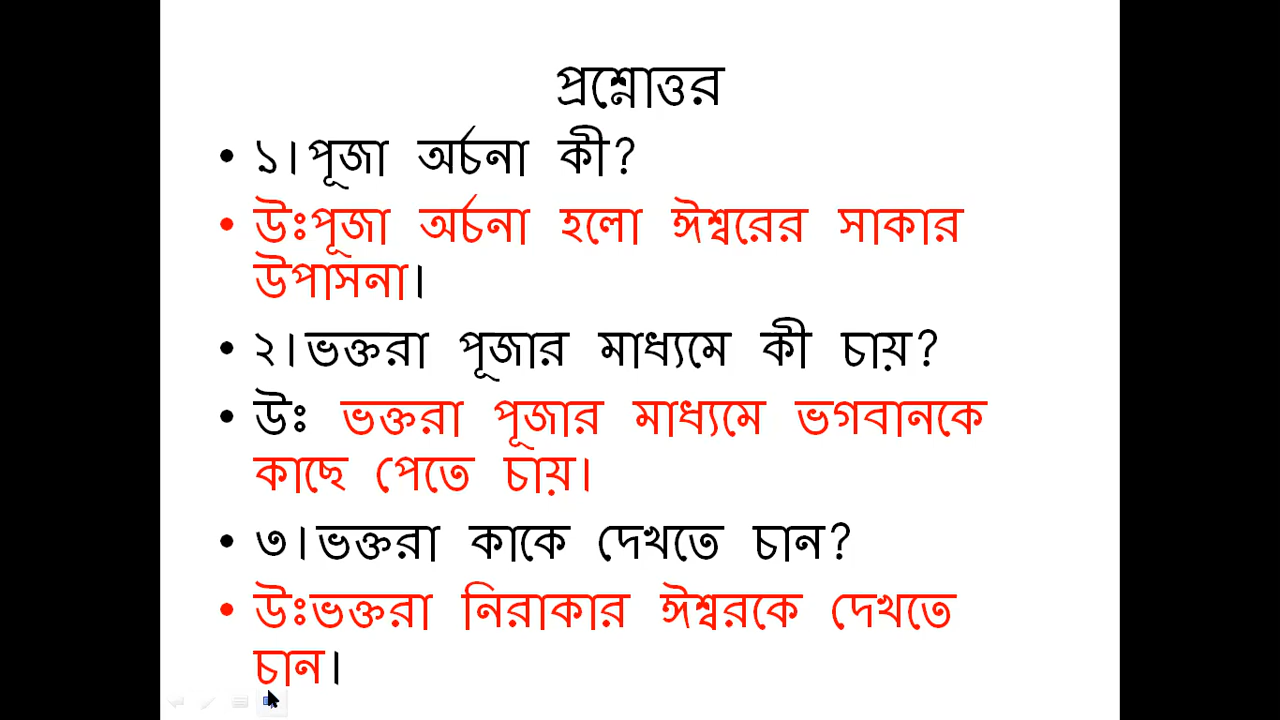 প্রশ্নোত্তর
• ১।পূজা অর্চনা কী?
• উঃপূজা অর্চনা হলো ঈশ্বরের সাকার
উপাসনা।
• ২।ভক্তরা পূজার মাধ্যমে কী চায়?
• উঃ ভক্তরা পূজার মাধ্যমে ভগবানকে
কাছে পেতে চায়।
• ৩।ভক্তরা কাকে দেখতে চান?
• উঃভক্তরা নিরাকার ঈশ্বরকে দেখতে
চান।